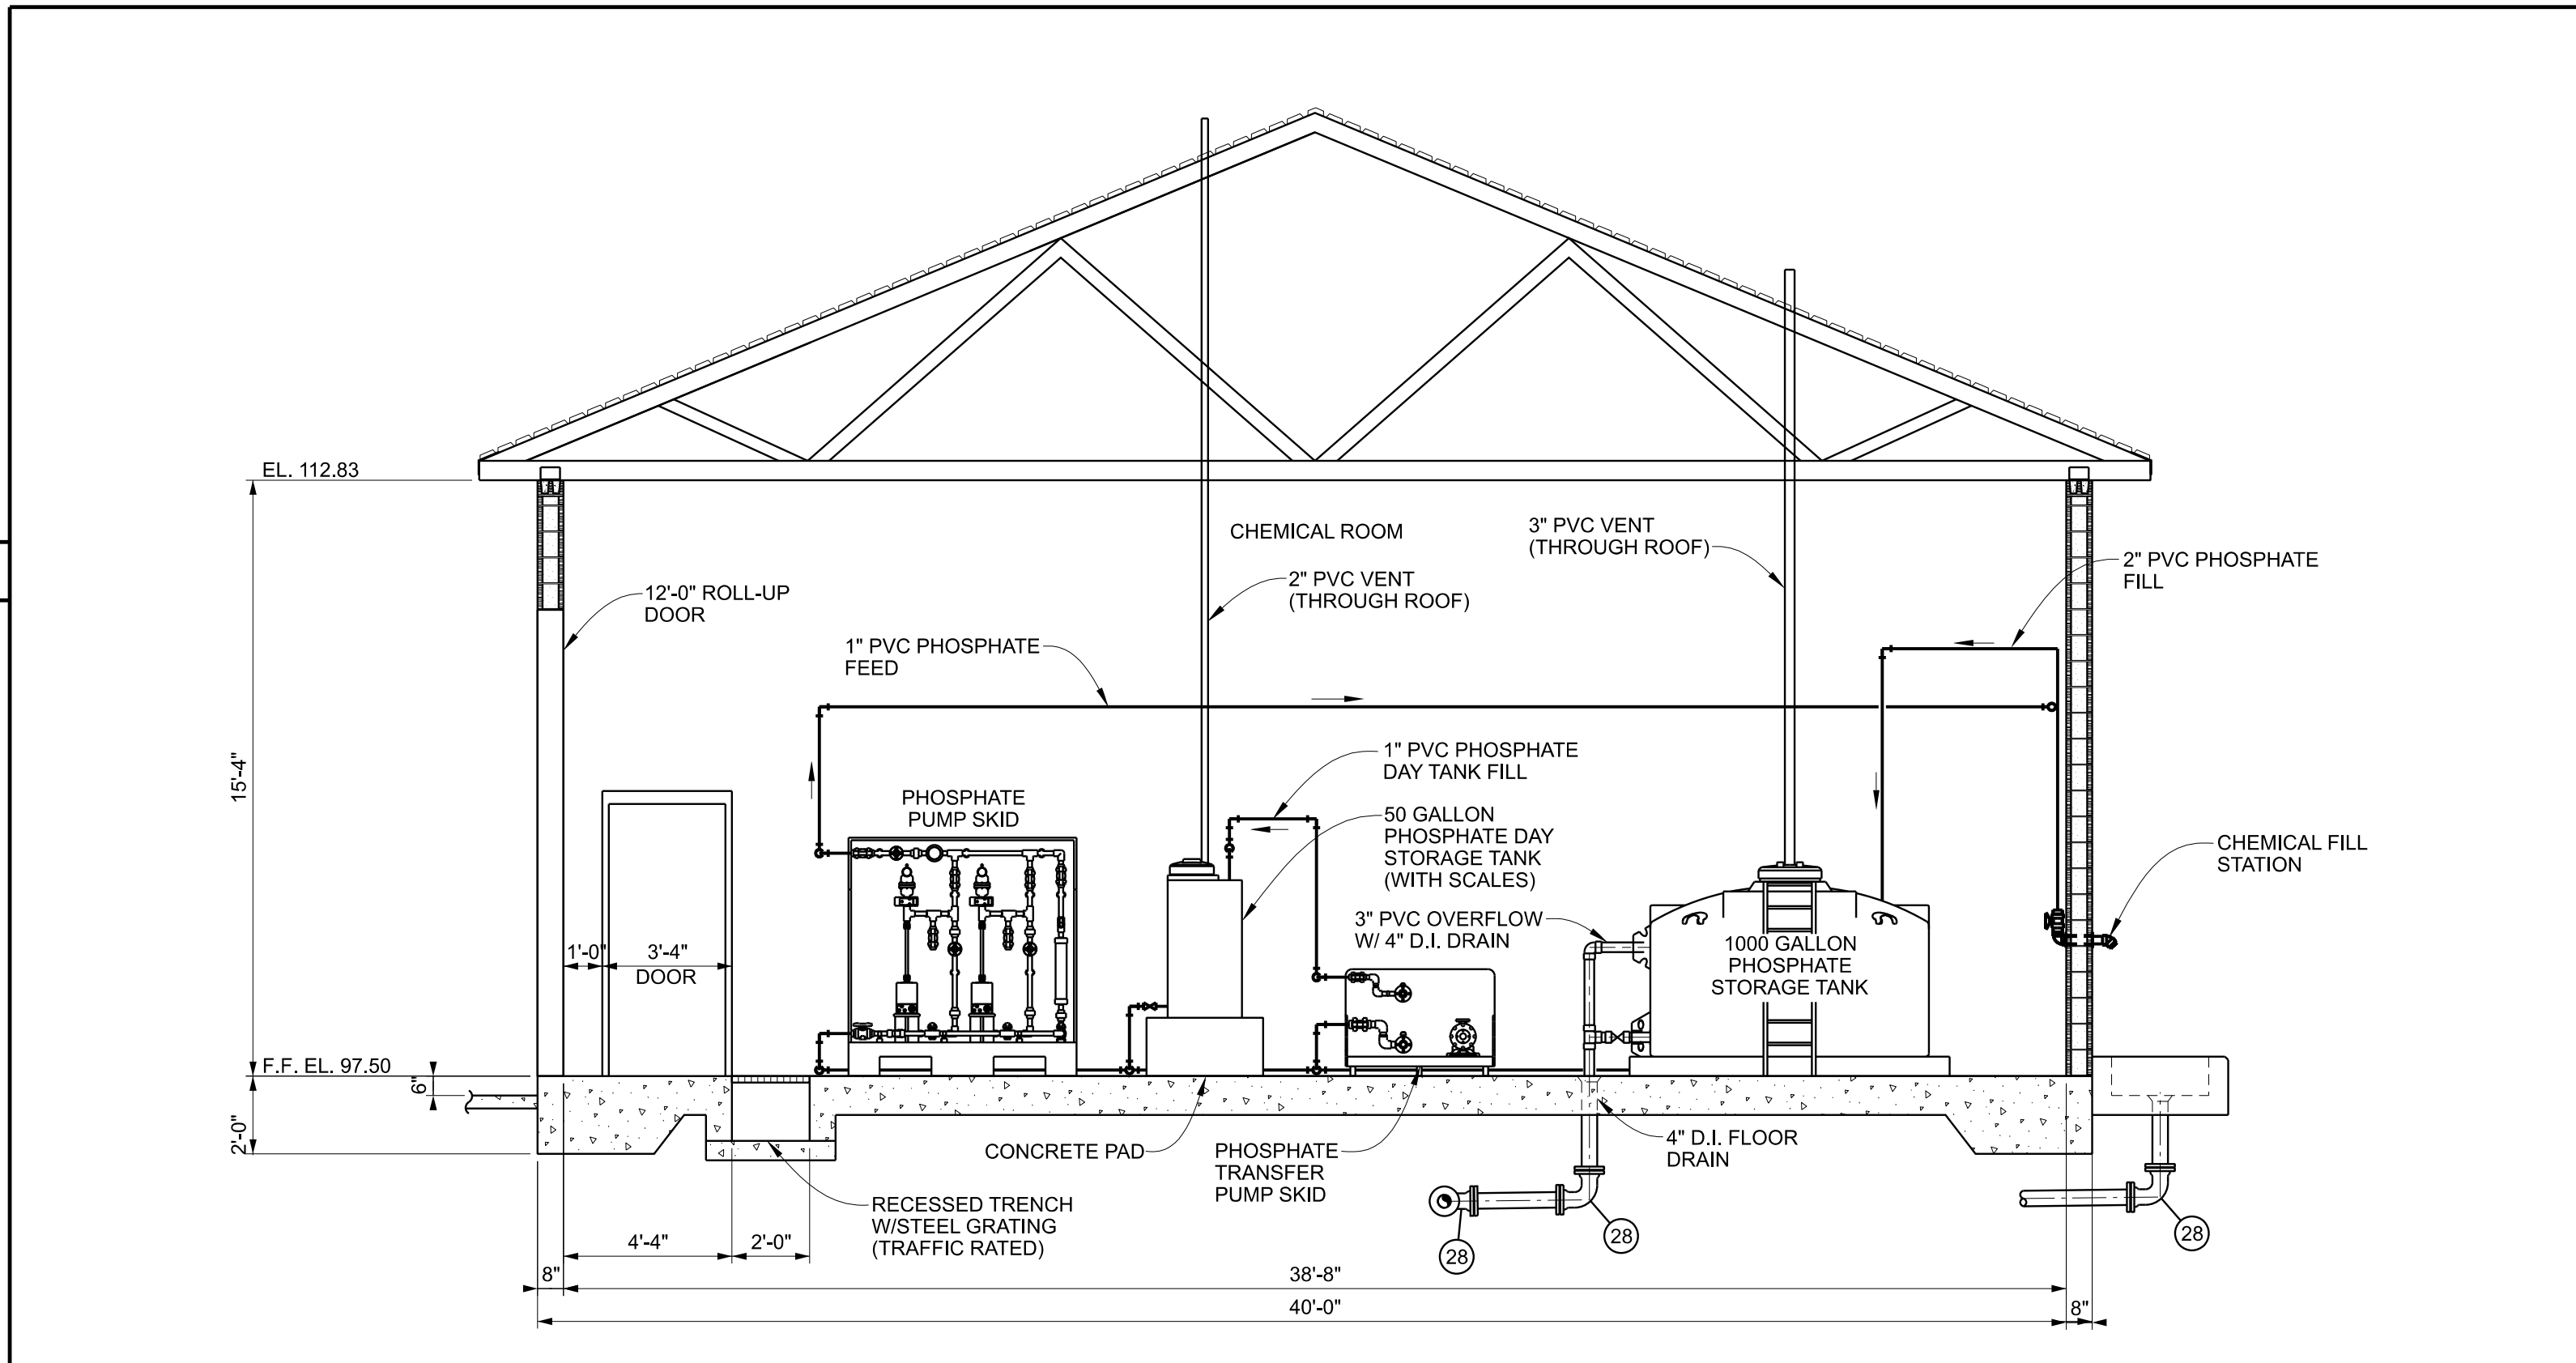 EL. 112.83
CHEMICAL ROOM
3" PVC VENT
(THROUGH ROOF)
2" PVC PHOSPHATE
FILL
12'-0" ROLL-UP
DOOR
2" PVC VENT
(THROUGH ROOF)
1" PVC PHOSPHATE
FEED
15'-4"
1" PVC PHOSPHATE
DAY TANK FILL
PHOSPHATE
PUMP SKID
50 GALLON
PHOSPHATE DAY
STORAGE TANK
(WITH SCALES)
CHEMICAL FILL
STATION
3" PVC OVERFLOW
W/ 4" D.I. DRAIN
1'-0"
3'-4"
DOOR
1000 GALLON
PHOSPHATE
STORAGE TANK
F.F. EL. 97.50
6"
2'-0"
CONCRETE PAD
PHOSPHATE
TRANSFER
PUMP SKID
4" D.I. FLOOR
DRAIN
RECESSED TRENCH
W/STEEL GRATING
(TRAFFIC RATED)
28
28
28
4'-4"
2'-0"
8"
38'-8"
40'-0"
8"